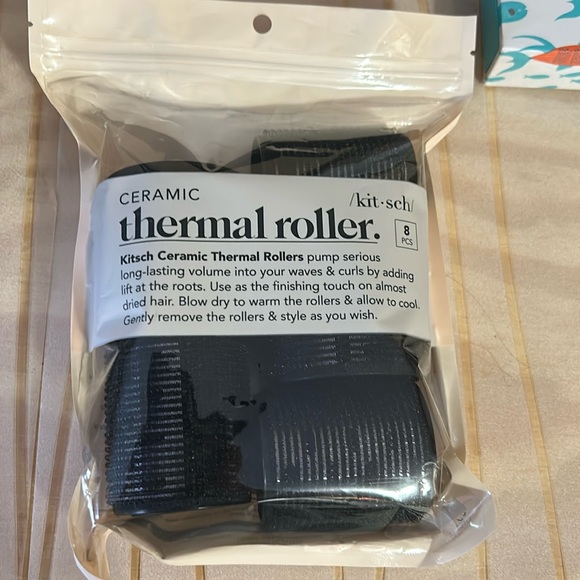 CERAMIC
/kit·sch/
thermal roller.
8
PCS
Kitsch Ceramic Thermal Rollers pump serious
long-lasting volume into your waves & curls by adding
lift at the roots. Use as the finishing touch on almost
dried hair. Blow dry to warm the rollers & allow to cool.
Gently remove the rollers & style as you wish.